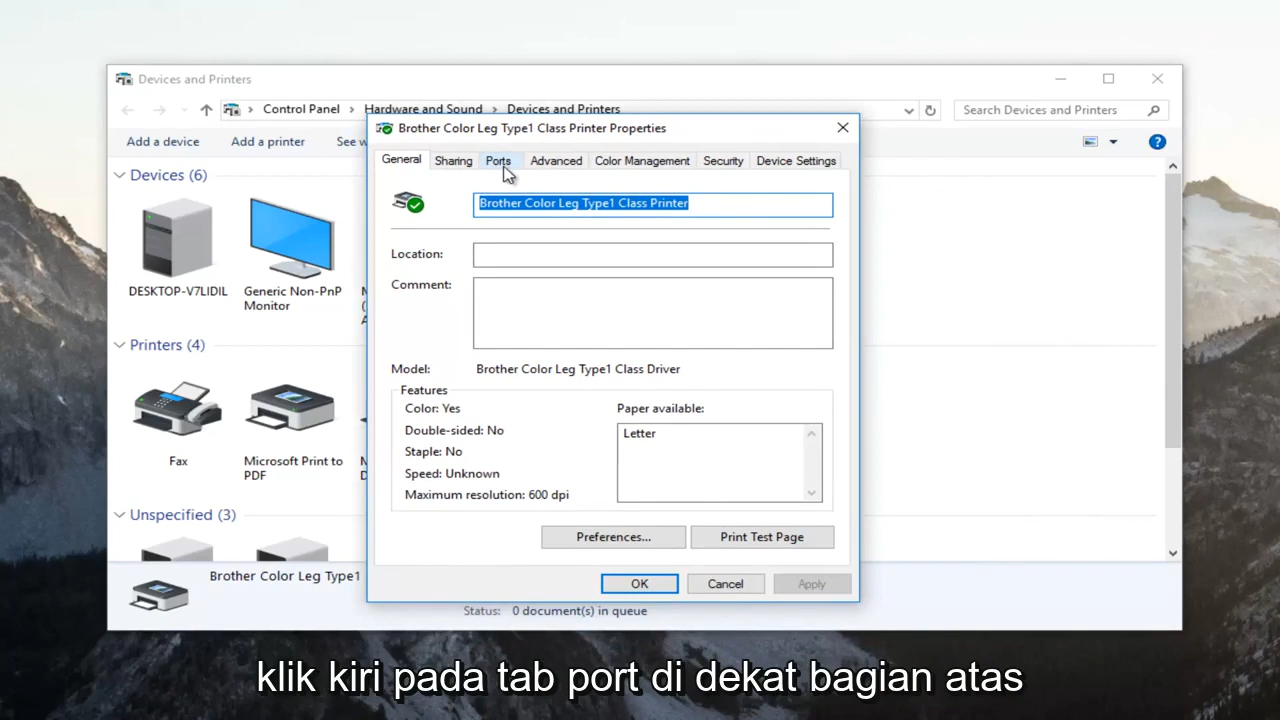 Devices and Printers
Control Panel > Hardware and Sound > Devices and Printers
Search Devices and Printers
Add a device
Add a printer
See w
Devices (6)
DESKTOP-V7LIDIL
Generic Non-PnP
Monitor
Printers (4)
Fax
Microsoft Print to
PDF
Unspecified (3)
Brother Color Leg Type1
Status: 0 document(s) in queue
Brother Color Leg Type1 Class Printer Properties
General
Sharing
Ports
Advanced
Color Management
Security
Device Settings
Brother Color Leg Type1 Class Printer
Location:
Comment:
Model: Brother Color Leg Type1 Class Driver
Features
Color: Yes
Double-sided: No
Staple: No
Speed: Unknown
Maximum resolution: 600 dpi
Paper available:
Letter
Preferences...
Print Test Page
OK
Cancel
Apply
klik kiri pada tab port di dekat bagian atas